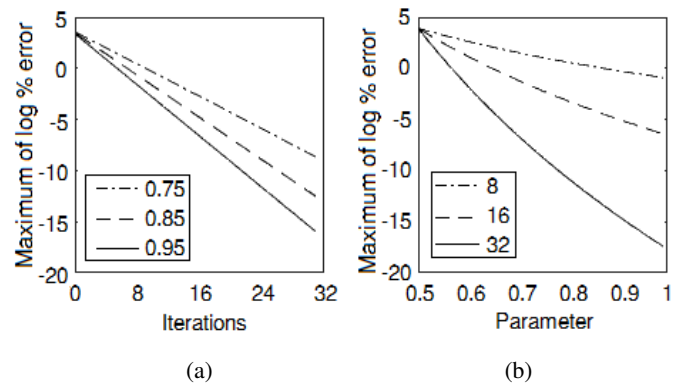 Maximum of log % error
5
0
-5
-10
-15
-20
0.75
0.85
0.95
0 8 16 24 32
Iterations
(a)
Maximum of log % error
5
0
-5
-10
-15
-20
8
16
32
0.5 0.6 0.7 0.8 0.9 1
Parameter
(b)